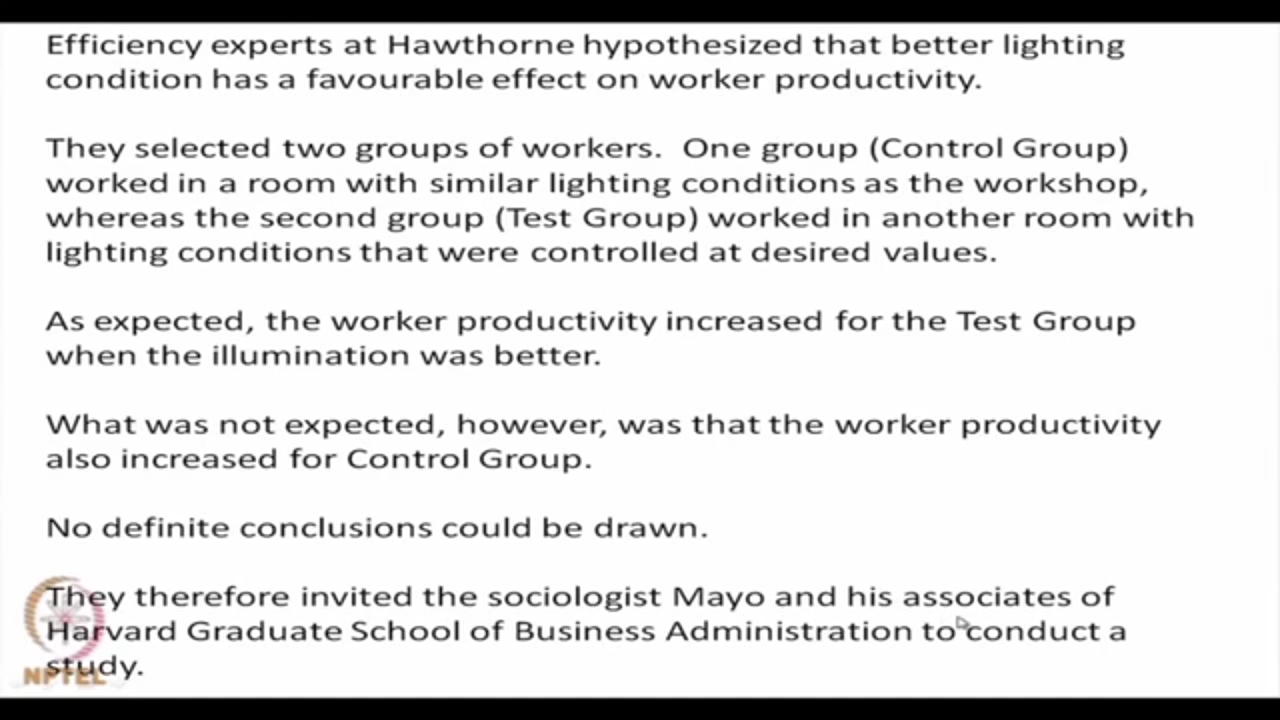 Efficiency experts at Hawthorne hypothesized that better lighting
condition has a favourable effect on worker productivity.
They selected two groups of workers.  One group (Control Group)
worked in a room with similar lighting conditions as the workshop,
whereas the second group (Test Group) worked in another room with
lighting conditions that were controlled at desired values.
As expected, the worker productivity increased for the Test Group
when the illumination was better.
What was not expected, however, was that the worker productivity
also increased for Control Group.
No definite conclusions could be drawn.
They therefore invited the sociologist Mayo and his associates of
Harvard Graduate School of Business Administration to conduct a
study.
NPTEL